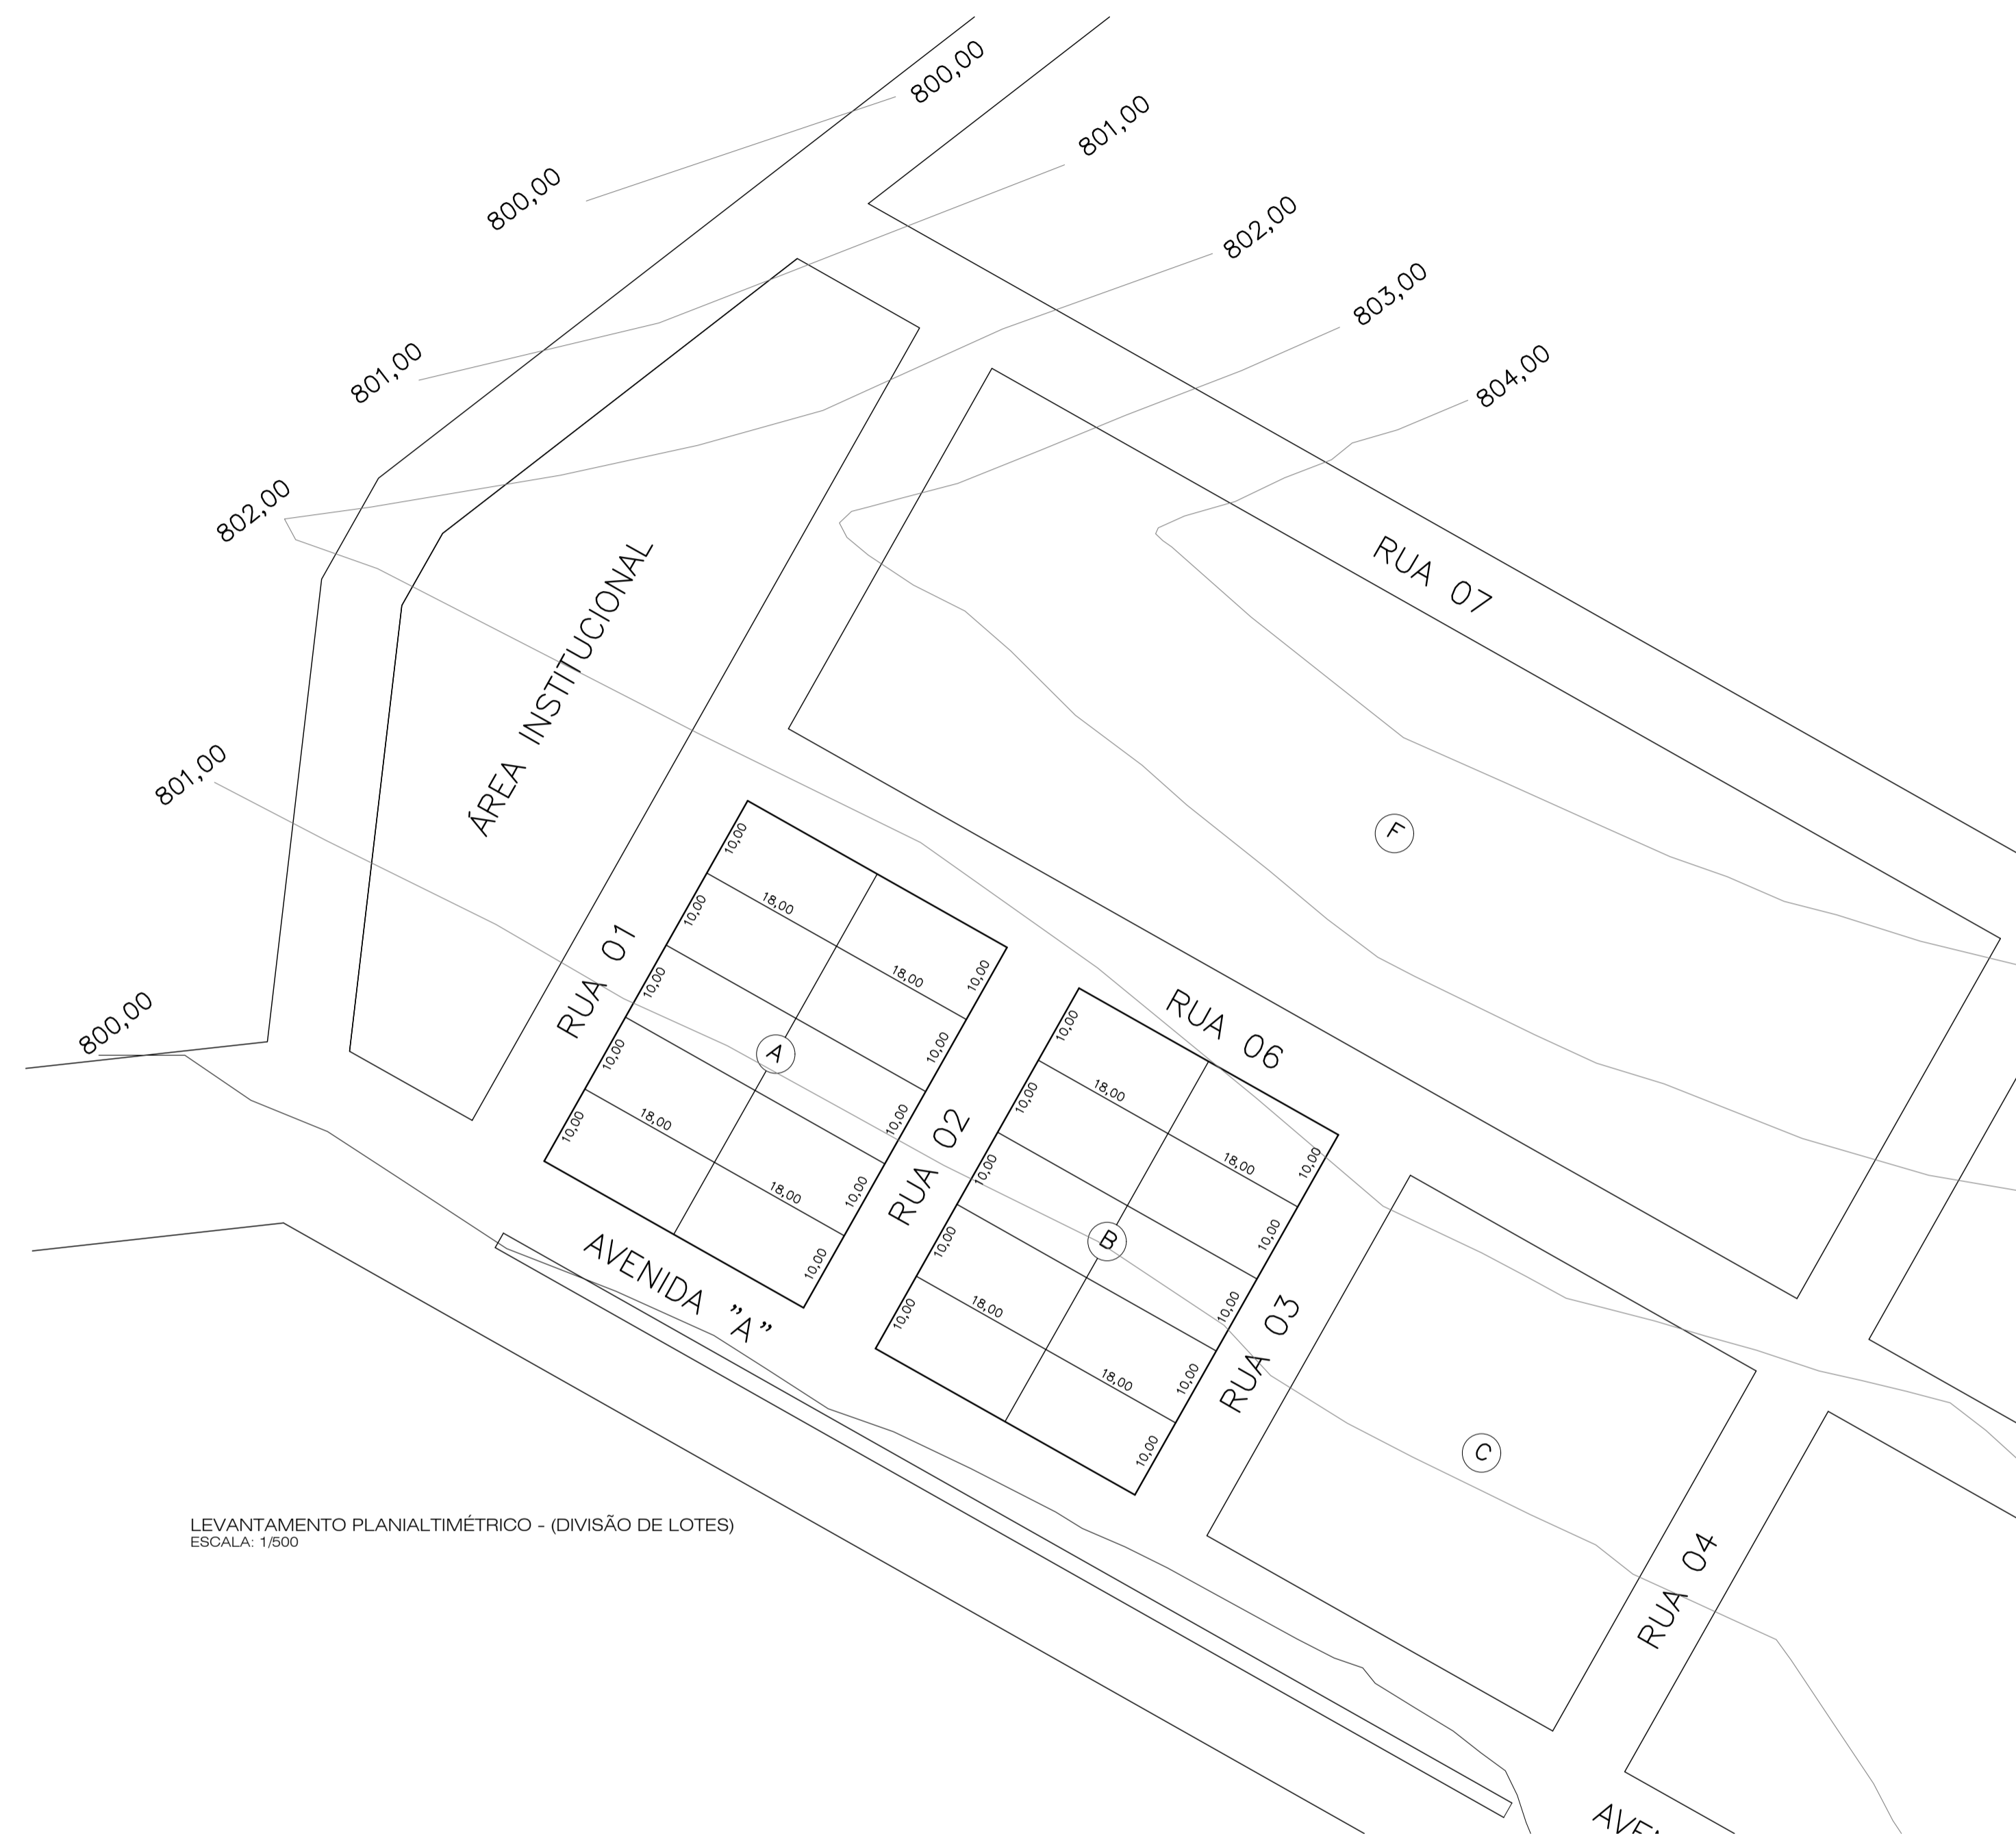 800,00
800,00
801,00
801,00
802,00
803,00
804,00
802,00
RUA 07
ÁREA INSTITUCIONAL
801,00
800,00
F
RUA 01
10,00
10,00
10,00
10,00
10,00
18,00
18,00
18,00
18,00
10,00
10,00
10,00
10,00
10,00
A
RUA 02
RUA 06
10,00
10,00
10,00
10,00
10,00
18,00
18,00
18,00
18,00
10,00
10,00
10,00
10,00
10,00
B
RUA 03
AVENIDA "A"
C
RUA 04
LEVANTAMENTO PLANIALTIMÉTRICO - (DIVISÃO DE LOTES)
ESCALA: 1/500